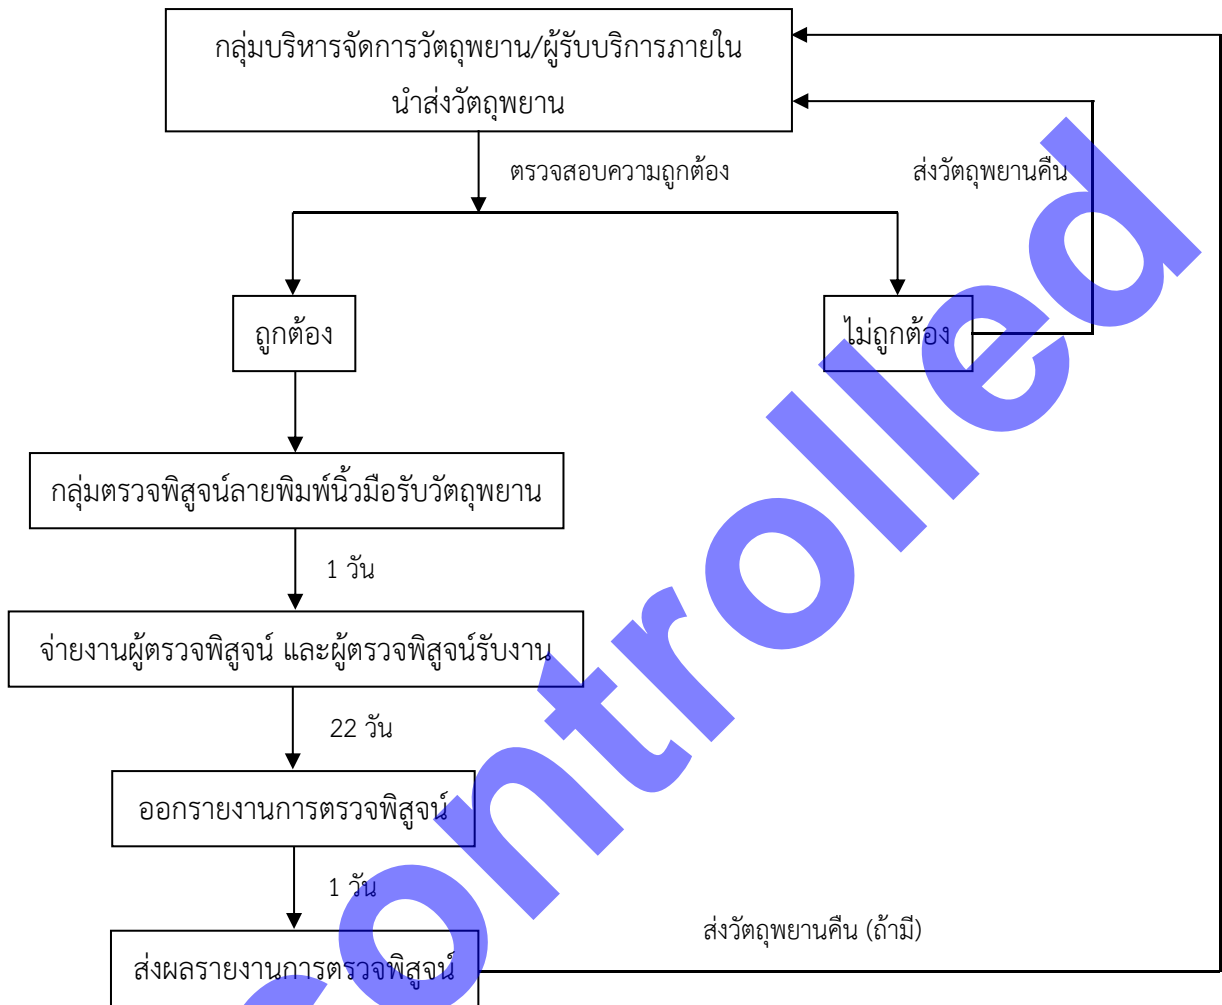 กลุ่มบริหารจัดการวัตถุพยาน/ผู้รับบริการภายใน
นำส่งวัตถุพยาน
ตรวจสอบความถูกต้อง
ส่งวัตถุพยานคืน
ถูกต้อง
ไม่ถูกต้อง
กลุ่มตรวจพิสูจน์ลายพิมพ์นิ้วมือรับวัตถุพยาน
1 วัน
จ่ายงานผู้ตรวจพิสูจน์ และผู้ตรวจพิสูจน์รับงาน
22 วัน
ออกรายงานการตรวจพิสูจน์
1 วัน
ส่งวัตถุพยานคืน (ถ้ามี)
ส่งผลรายงานการตรวจพิสูจน์
controlled